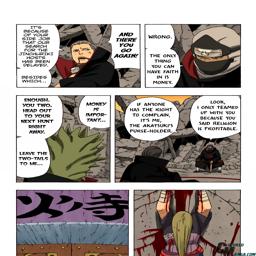 IT'S
BECAUSE
OF YOUR
SIDE JOB
THAT OUR
SEARCH
FOR THE
JINCHURIKI
HOSTS
HAS BEEN
DELAYED.
BESIDES
WHICH...
AND
THERE
YOU GO
AGAIN!
WRONG.
THE ONLY
THING YOU
CAN HAVE
FAITH IN
IS MONEY.
ENOUGH,
YOU TWO.
HEAD OUT
TO YOUR
NEXT HUNT
RIGHT
AWAY.
LEAVE THE
TWO-TAILS
TO ME...
MONEY
IS
IMPOR-
TANT...
IF ANYONE
HAS THE RIGHT
TO COMPLAIN,
IT'S ME,
THE AKATSUKI'S
PURSE-HOLDER.
LOOK,
I ONLY TEAMED
UP WITH YOU
BECAUSE YOU
SAID RELIGION
IS PROFITABLE.
火ノ寺